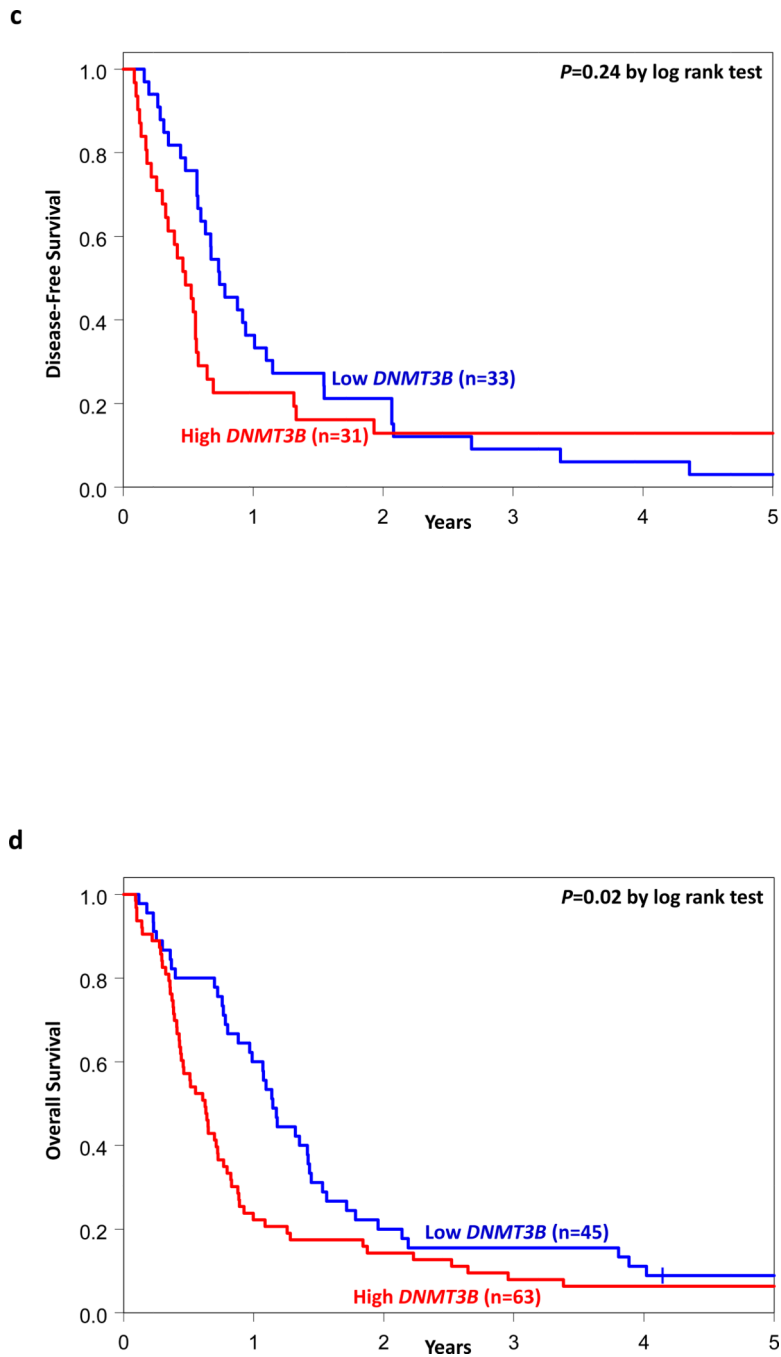 c
P=0.24 by log rank test
1.0
0.8
0.6
0.4
0.2
0.0
Disease-Free Survival
Low DNMT3B (n=33)
High DNMT3B (n=31)
0 1 2 3 4 5
Years
d
P=0.02 by log rank test
1.0
0.8
0.6
0.4
0.2
0.0
Overall Survival
Low DNMT3B (n=45)
High DNMT3B (n=63)
0 1 2 3 4 5
Years